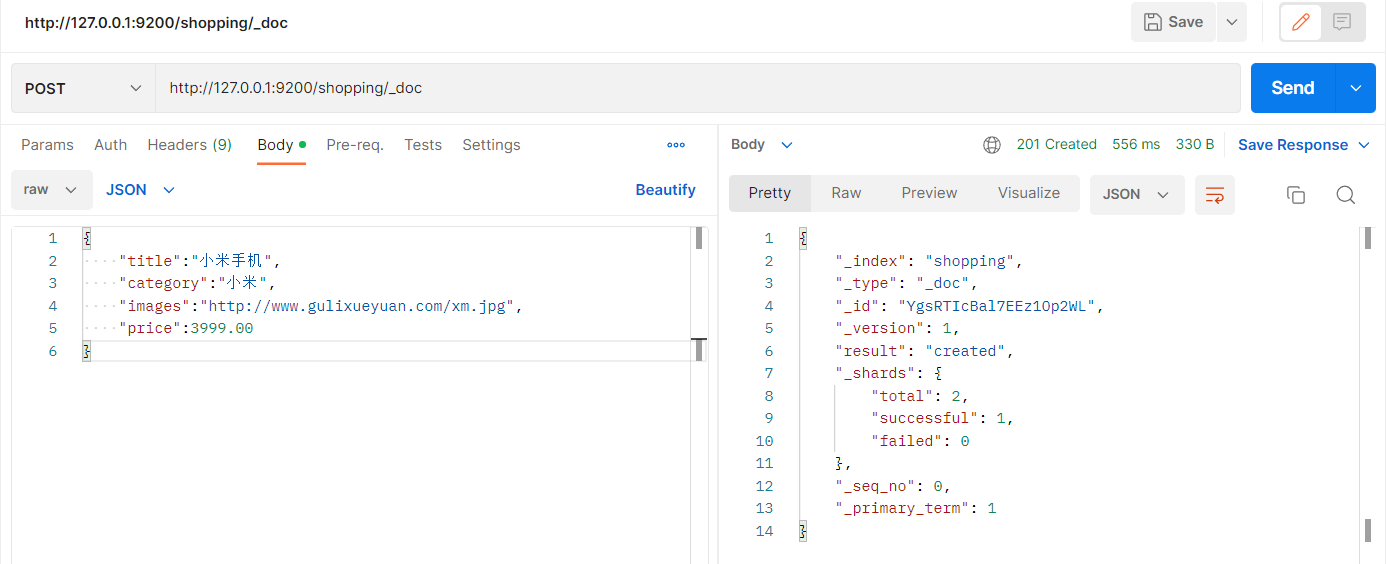 http://127.0.0.1:9200/shopping/_doc
Save
POST
http://127.0.0.1:9200/shopping/_doc
Send
Params Auth Headers (9) Body Pre-req. Tests Settings
raw JSON Beautify
1 {
2 "title":"小米手机",
3 "category":"小米",
4 "images":"http://www.gulixueyuan.com/xm.jpg",
5 "price":3999.00
6 }
Body 201 Created 556 ms 330 B Save Response
Pretty Raw Preview Visualize JSON
1 {
2 "_index": "shopping",
3 "_type": "_doc",
4 "_id": "YgsRTIcBal7EEz1Op2WL",
5 "_version": 1,
6 "result": "created",
7 "_shards": {
8 "total": 2,
9 "successful": 1,
10 "failed": 0
11 },
12 "_seq_no": 0,
13 "_primary_term": 1
14 }